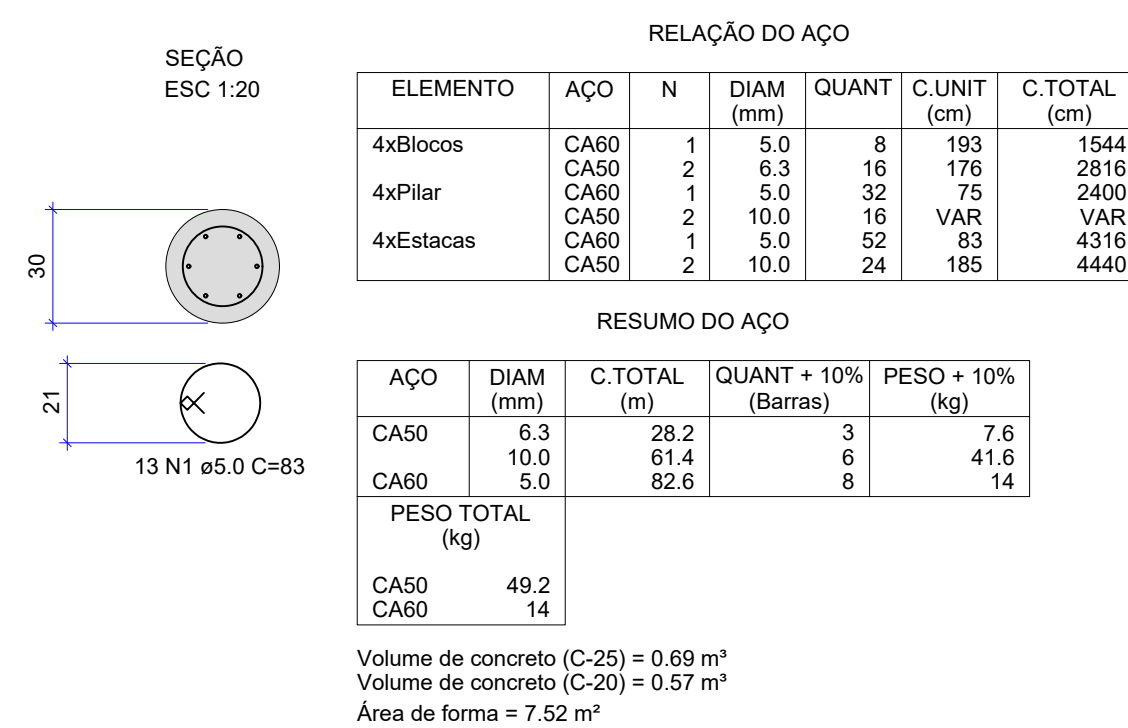 SEÇÃO
ESC 1:20
30
21
13 N1 ø5.0 C=83
RELAÇÃO DO AÇO
ELEMENTO AÇO N DIAM (mm) QUANT C.UNIT (cm) C.TOTAL (cm)
4xBlocos CA60 1 5.0 8 193 1544
CA50 2 6.3 16 176 2816
4xPilar CA60 1 5.0 32 75 2400
CA50 2 10.0 16 VAR VAR
4xEstacas CA60 1 5.0 52 83 4316
CA50 2 10.0 24 185 4440
RESUMO DO AÇO
AÇO DIAM (mm) C.TOTAL (m) QUANT + 10% (Barras) PESO + 10% (kg)
CA50 6.3 28.2 3 7.6
10.0 61.4 6 41.6
CA60 5.0 82.6 8 14
PESO TOTAL
(kg)
CA50 49.2
CA60 14
Volume de concreto (C-25) = 0.69 m³
Volume de concreto (C-20) = 0.57 m³
Área de forma = 7.52 m²